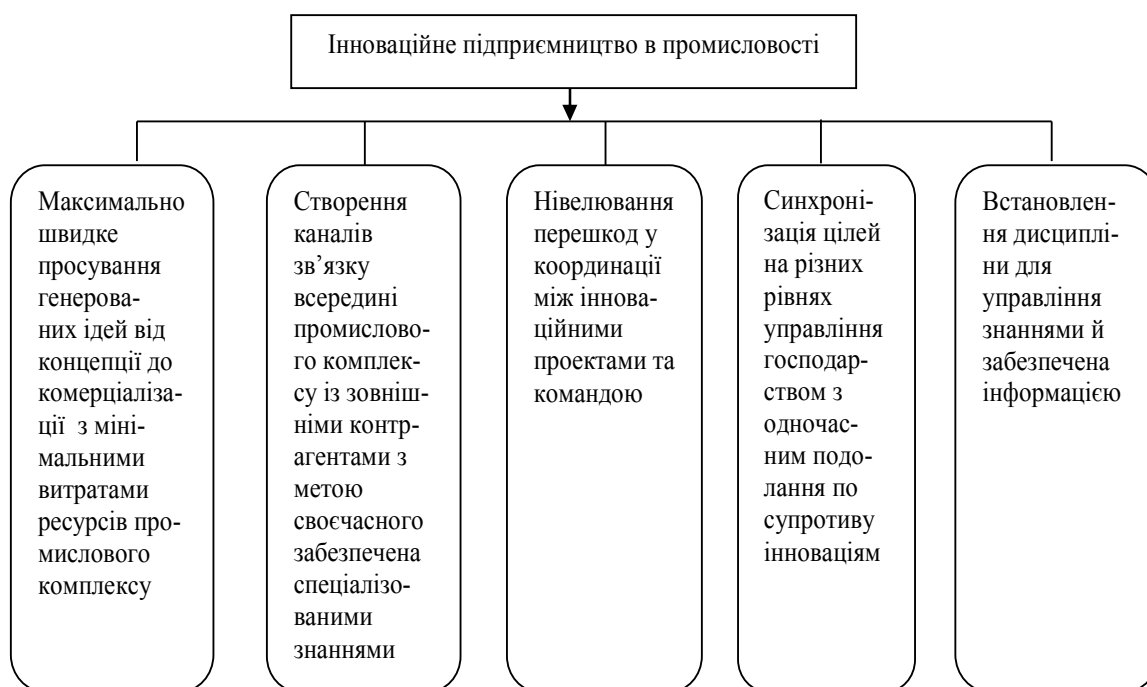 Інноваційне підприємництво в промисловості
Максимально
швидке
просування
генерова-
них ідей від
концепції до
комерціаліза-
ції з міні-
мальними
витратами
ресурсів про-
мислового
комплексу
Створення
каналів
зв’язку
всередині
промислово-
го комплек-
су із зовніш-
німи контр-
агентами з
метою
своєчасного
забезпечена
спеціалізо-
ваними
знаннями
Нівелювання
перешкод у
координації
між іннова-
ційними
проектами та
командою
Синхроні-
зація цілей
на різних
рівнях
управління
господар-
ством з
одночас-
ним подо-
лання по
супротиву
інноваціям
Встановлен-
ня дисциплі-
ни для
управління
знаннями й
забезпечена
інформацією